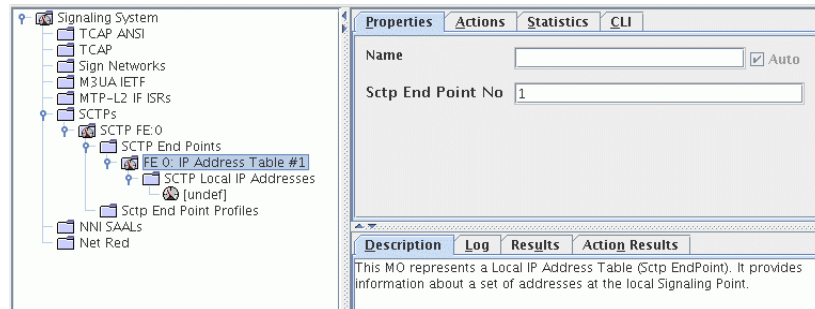 Signaling System
TCAP ANSI
TCAP
Sign Networks
M3UA IETF
MTP-L2 IF ISRs
SCTPs
SCTP FE:0
SCTP End Points
FE 0: IP Address Table #1
SCTP Local IP Addresses
[undef]
Sctp End Point Profiles
NNI SAALs
Net Red
Properties Actions Statistics CLI
Name Auto
Sctp End Point No 1
Description Log Results Action Results
This MO represents a Local IP Address Table (Sctp EndPoint). It provides
information about a set of addresses at the local Signaling Point.